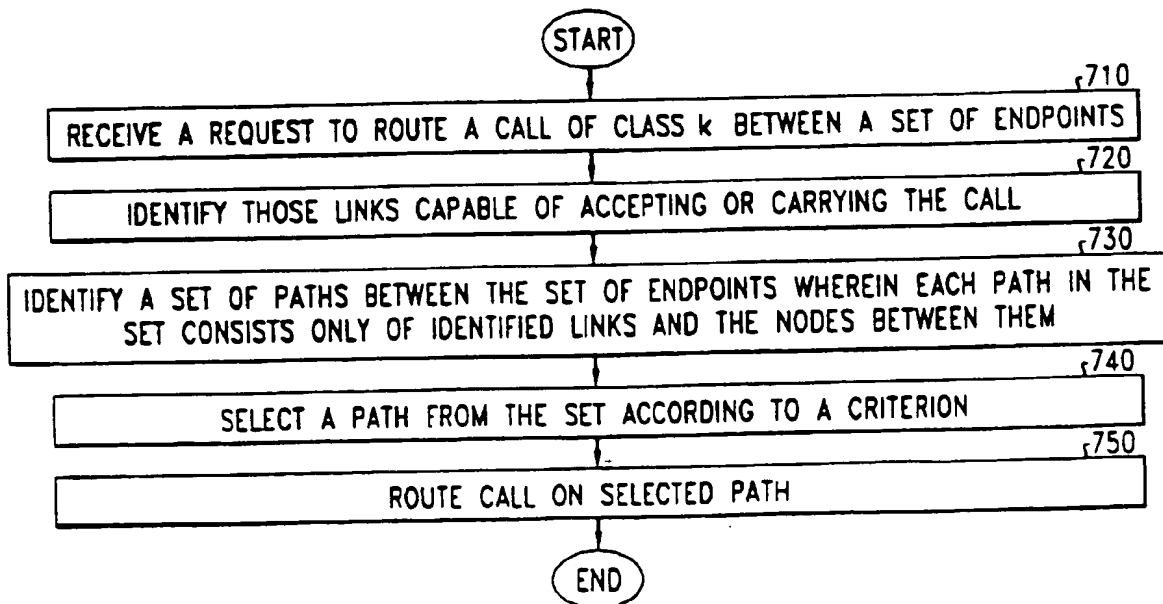 START
710
RECEIVE A REQUEST TO ROUTE A CALL OF CLASS k BETWEEN A SET OF ENDPOINTS
720
IDENTIFY THOSE LINKS CAPABLE OF ACCEPTING OR CARRYING THE CALL
730
IDENTIFY A SET OF PATHS BETWEEN THE SET OF ENDPOINTS WHEREIN EACH PATH IN THE
SET CONSISTS ONLY OF IDENTIFIED LINKS AND THE NODES BETWEEN THEM
740
SELECT A PATH FROM THE SET ACCORDING TO A CRITERION
750
ROUTE CALL ON SELECTED PATH
END